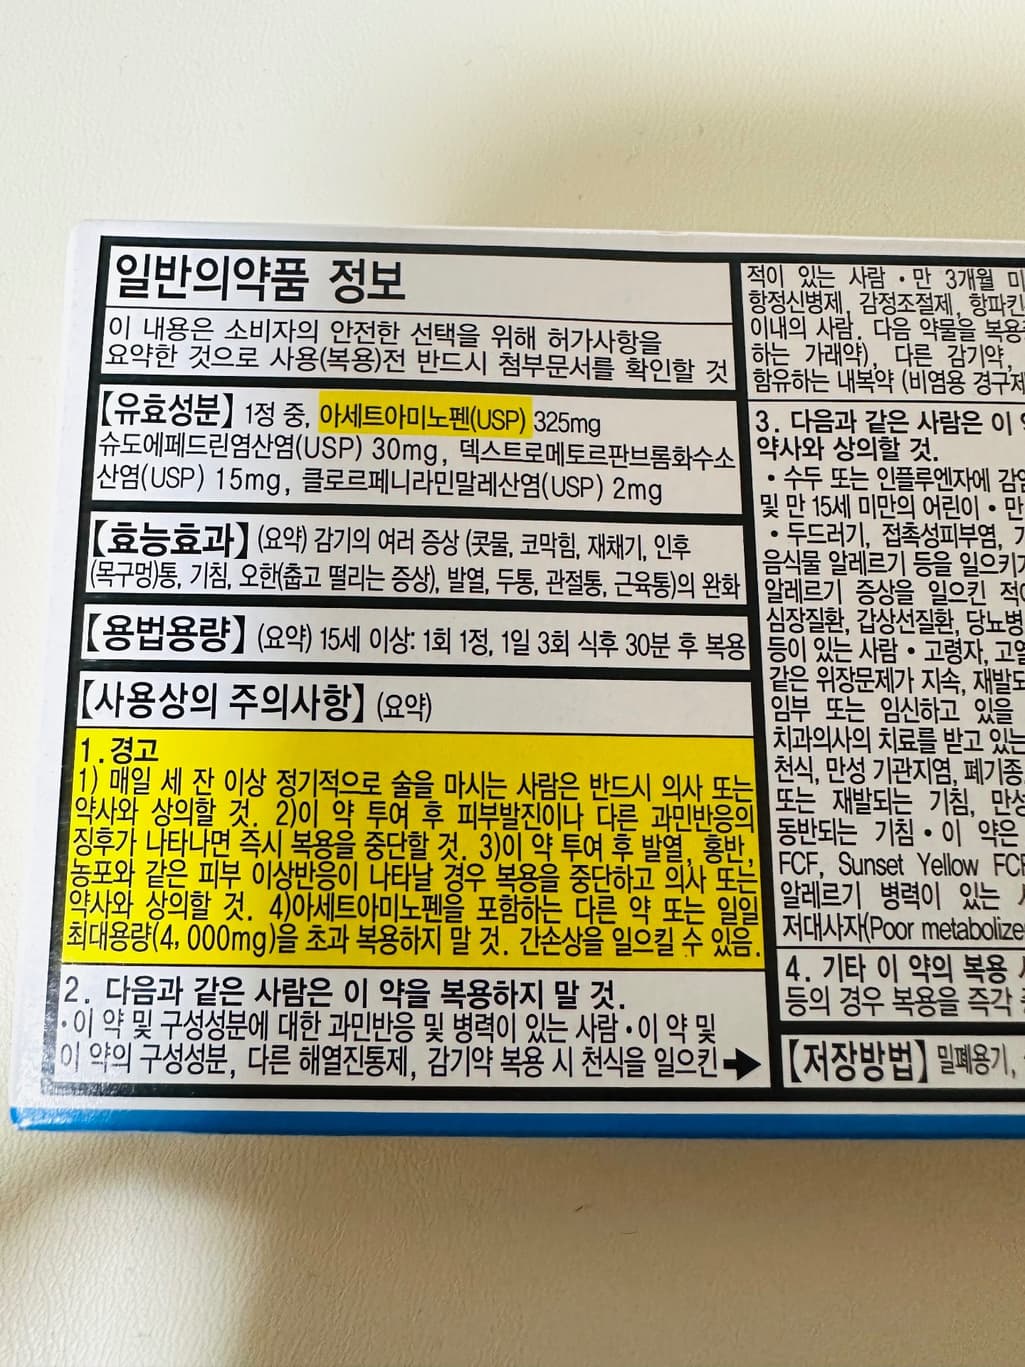 일반의약품 정보
이 내용은 소비자의 안전한 선택을 위해 허가사항을
요약한 것으로 사용(복용)전 반드시 첨부문서를 확인할 것
【유효성분】 1정 중, 아세트아미노펜(USP) 325mg
슈도에페드린염산염(USP) 30mg, 덱스트로메토르판브롬화수소
산염(USP) 15mg, 클로르페니라민말레산염(USP) 2mg
【효능효과】 (요약) 감기의 여러 증상 (콧물, 코막힘, 재채기, 인후
(목구멍)통, 기침, 오한(춥고 떨리는 증상), 발열, 두통, 관절통, 근육통)의 완화
【용법용량】 (요약) 15세 이상: 1회 1정, 1일 3회 식후 30분 후 복용
【사용상의 주의사항】 (요약)
1.경고
1) 매일 세 잔 이상 정기적으로 술을 마시는 사람은 반드시 의사 또는
약사와 상의할 것. 2)이 약 투여 후 피부발진이나 다른 과민반응의
징후가 나타나면 즉시 복용을 중단할 것. 3)이 약 투여 후 발열, 홍반,
농포와 같은 피부 이상반응이 나타날 경우 복용을 중단하고 의사 또는
약사와 상의할 것. 4)아세트아미노펜을 포함하는 다른 약 또는 일일
최대용량(4, 000mg)을 초과 복용하지 말 것. 간손상을 일으킬 수 있음.
2. 다음과 같은 사람은 이 약을 복용하지 말 것.
•이 약 및 구성성분에 대한 과민반응 및 병력이 있는 사람 • 이 약 및
이 약의 구성성분, 다른 해열진통제, 감기약 복용 시 천식을 일으킨
적이 있는 사람 • 만 3개월
항정신병제, 감정조절제,
이내의 사람. 다음 약물을
하는 가래약), 다른 감기약,
함유하는 내복약 (비염용
3. 다음과 같은 사람은 이
약사와 상의할 것.
• 수두 또는 인플루엔자에
및 만 15세 미만의 어린이 • 만
• 두드러기, 접촉성피부염,
음식물 알레르기 등을
알레르기 증상을 일으킨
심장질환, 갑상선질환,
등이 있는 사람 • 고령자,
같은 위장문제가 지속,
임부 또는 임신하고 있을
치과의사의 치료를 받고
천식, 만성 기관지염,
또는 재발되는 기침,
동반되는 기침 • 이 약은
FCF, Sunset Yellow
알레르기 병력이 있는
저대사자(Poor
4. 기타 이 약의 복용
등의 경우 복용을 즉각
【저장방법】 밀폐용기,